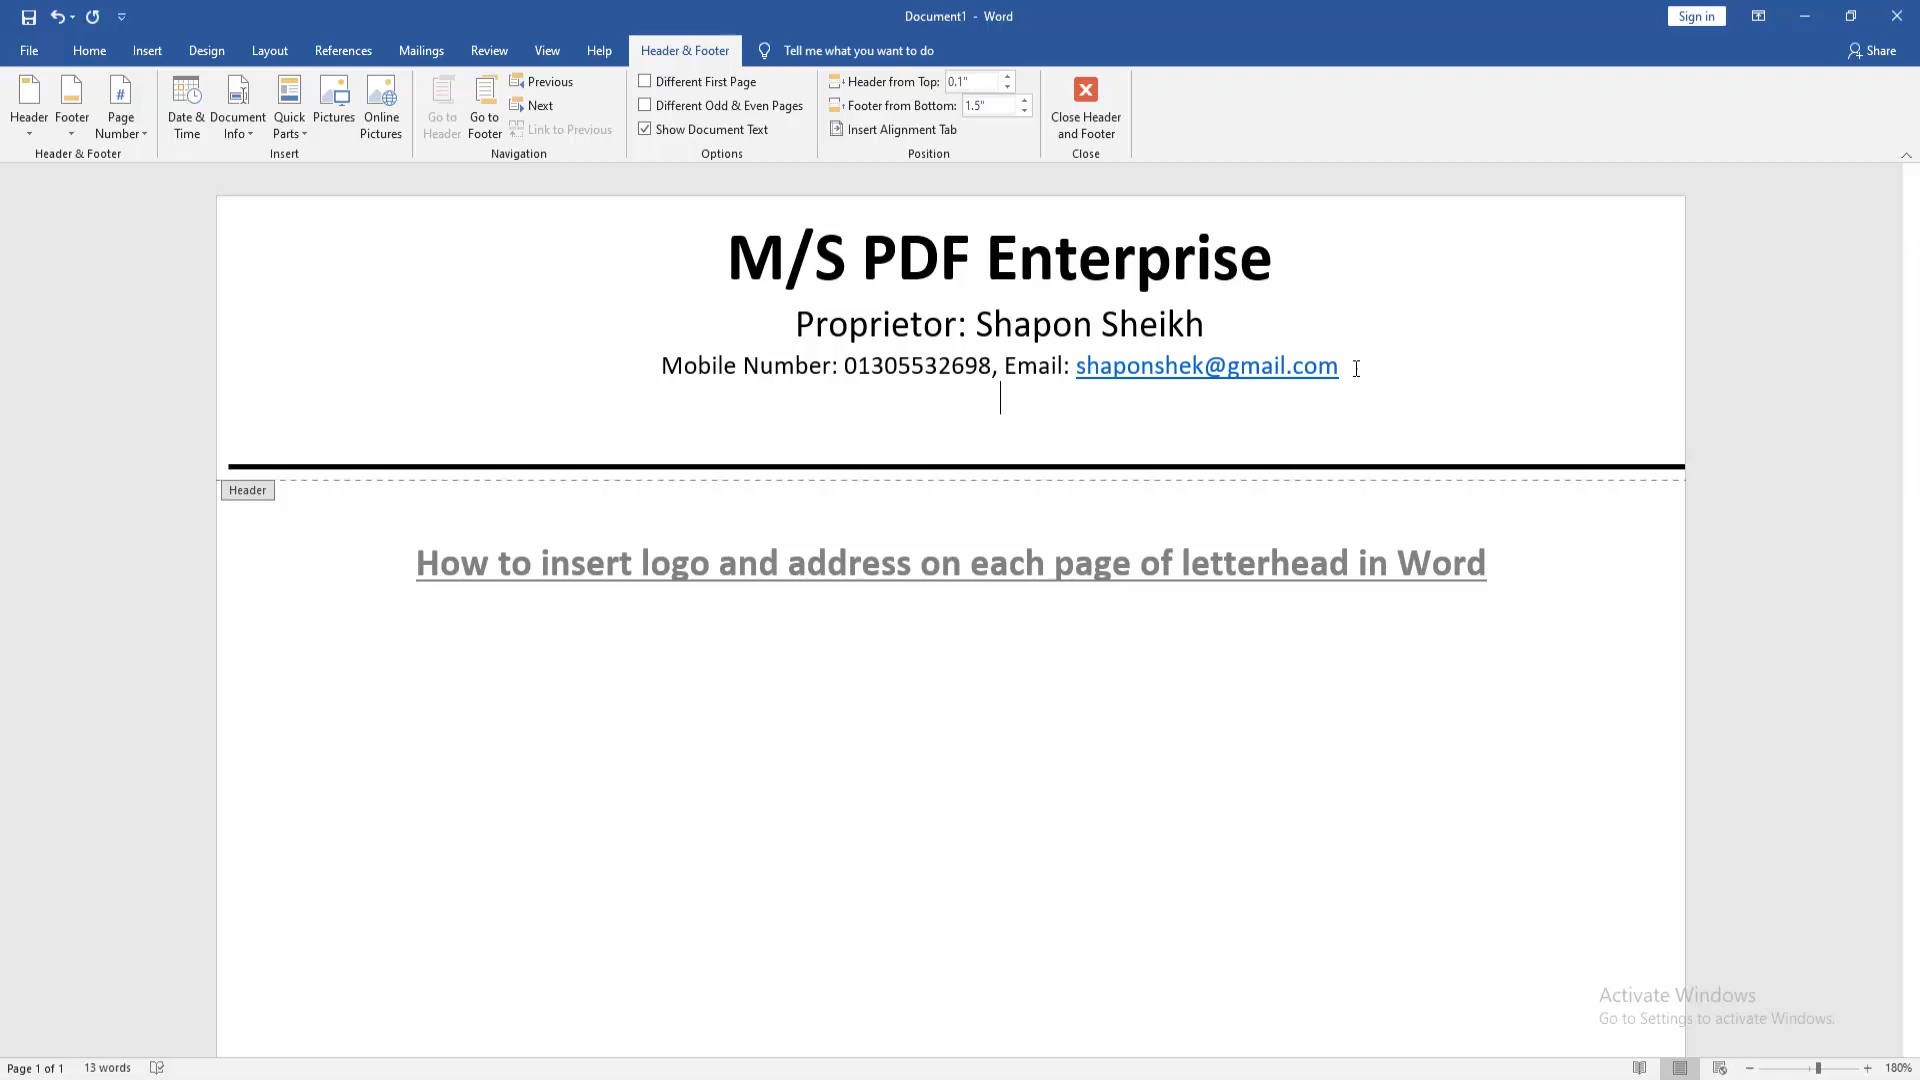 Document1 - Word
Sign in
File Home Insert Design Layout References Mailings Review View Help Header & Footer Tell me what you want to do Share
Header
Footer
Page Number
Header & Footer
Date & Time
Document Info
Quick Parts
Pictures
Online Pictures
Insert
Go to Header
Go to Footer
Previous
Next
Link to Previous
Navigation
Different First Page
Different Odd & Even Pages
Show Document Text
Options
Header from Top: 0.1"
Footer from Bottom: 1.5"
Insert Alignment Tab
Position
Close Header and Footer
Close
M/S PDF Enterprise
Proprietor: Shapon Sheikh
Mobile Number: 01305532698, Email: shaponshek@gmail.com
Header
How to insert logo and address on each page of letterhead in Word
Activate Windows
Go to Settings to activate Windows.
Page 1 of 1 13 words 180%